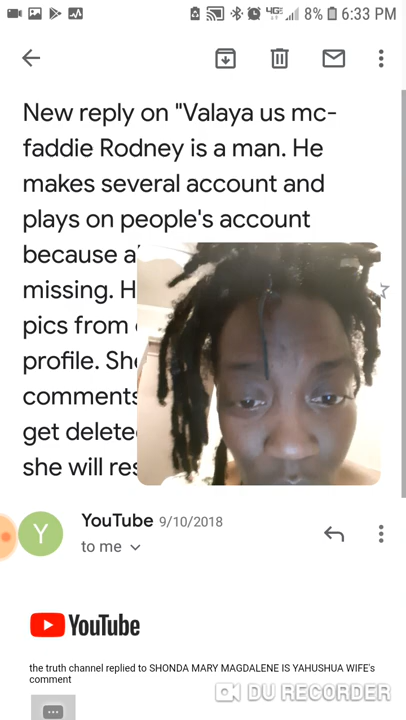 4GE 8% 6:33 PM
New reply on "Valaya us mc-
faddie Rodney is a man. He
makes several account and
plays on people's account
because a
missing. H
pics from
profile. She
comments
get delete
she will res
Y
YouTube 9/10/2018
to me
YouTube
the truth channel replied to SHONDA MARY MAGDALENE IS YAHUSHUA WIFE's
comment
DU RECORDER